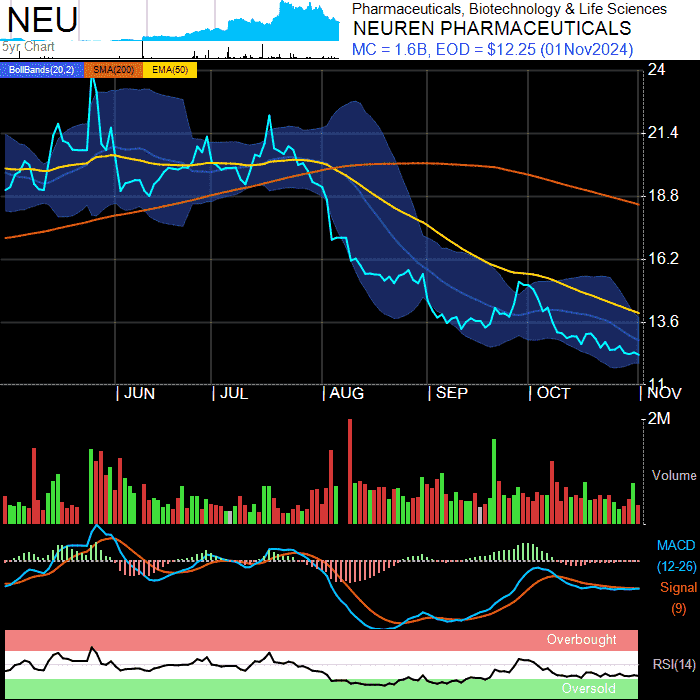 NEU
5yr Chart
Pharmaceuticals, Biotechnology & Life Sciences
NEUREN PHARMACEUTICALS
MC = 1.6B, EOD = $12.25 (01Nov2024)
BollBands(20,2) SMA(200) EMA(50)
24
21.4
18.8
16.2
13.6
11
JUN JUL AUG SEP OCT NOV
2M
Volume
MACD
(12-26)
Signal
(9)
Overbought
RSI(14)
Oversold